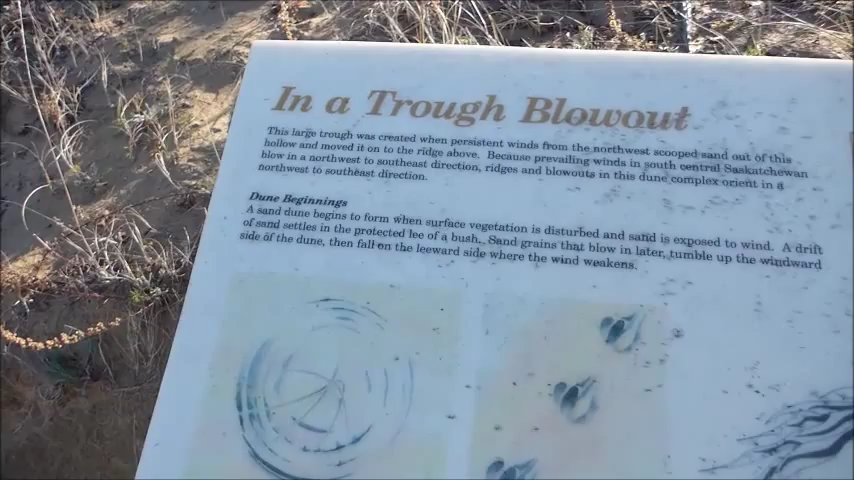 In a Trough Blowout
This large trough was created when persistent winds from the northwest scooped sand out of this
hollow and moved it on to the ridge above. Because prevailing winds in south central Saskatchewan
blow in a northwest to southeast direction, ridges and blowouts in this dune complex orient in a
northwest to southeast direction.
Dune Beginnings
A sand dune begins to form when surface vegetation is disturbed and sand is exposed to wind. A drift
of sand settles in the protected lee of a bush. Sand grains that blow in later, tumble up the windward
side of the dune, then fall on the leeward side where the wind weakens.